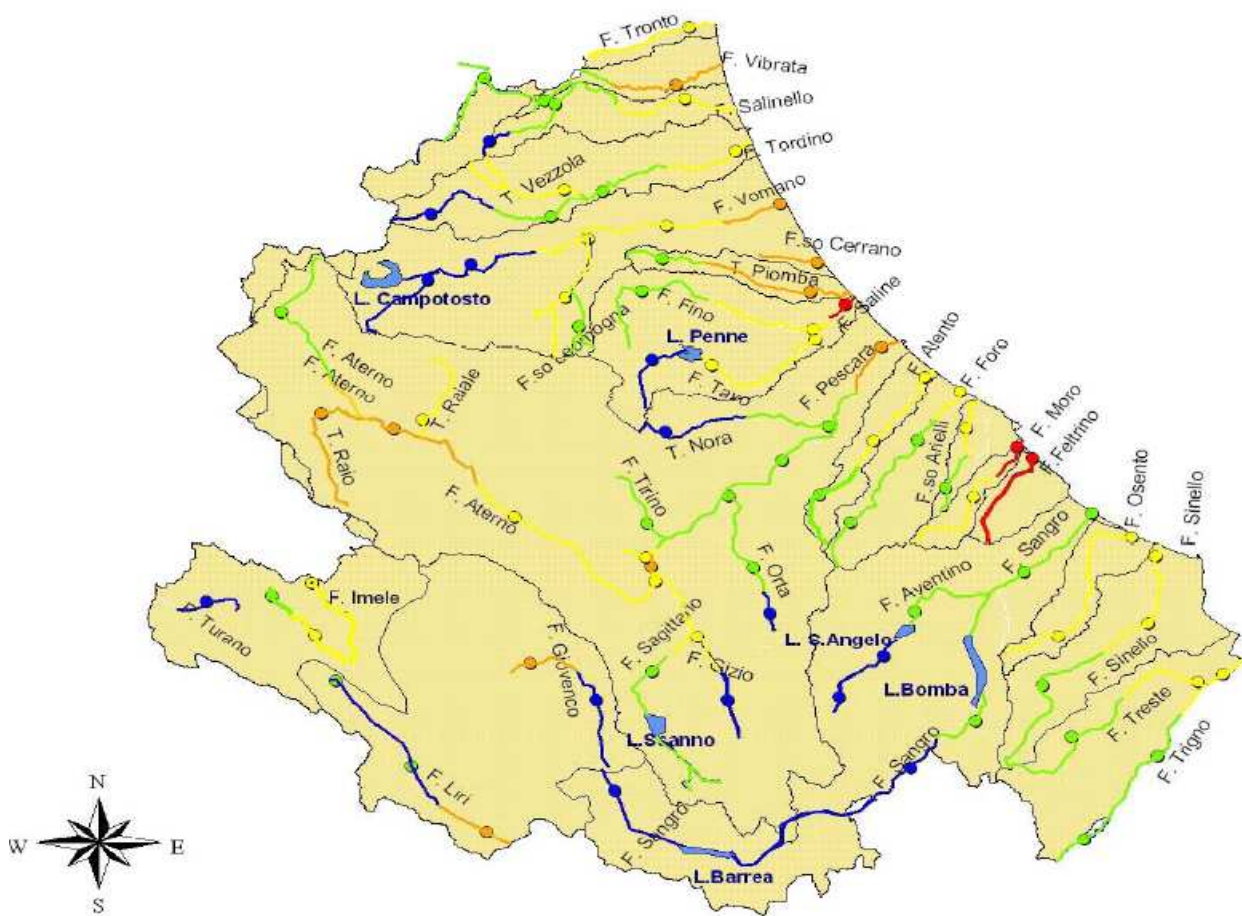 F. Tronto
F. Vibrata
F. Salinello
F. Tordino
T. Vezzola
F. Vomano
F.so Cerrano
T. Piomba
L. Campotosto
F. Fino
F. Saline
L. Penne
F.so
F. Aterno
F. Aterno
T. Raiale
F. Tavo
F. Pescara
F. Alento
F. Foro
T. Nora
F. Moro
F. Feltrino
T. Raio
F.so Arielli
F. Tirino
F. Osento
F. Sinello
F. Aterno
F. Sangro
F. Orta
F. Aventino
F. Imele
Turano
L. S.Angelo
F. Sagittario
F. Giovenco
F. Gizio
L.Bomba
F. Sinello
F. Treste
L.Scanno
F. Trigno
F. Sangro
F. Liri
F. Sangro
L.Barrea
N
W
E
S